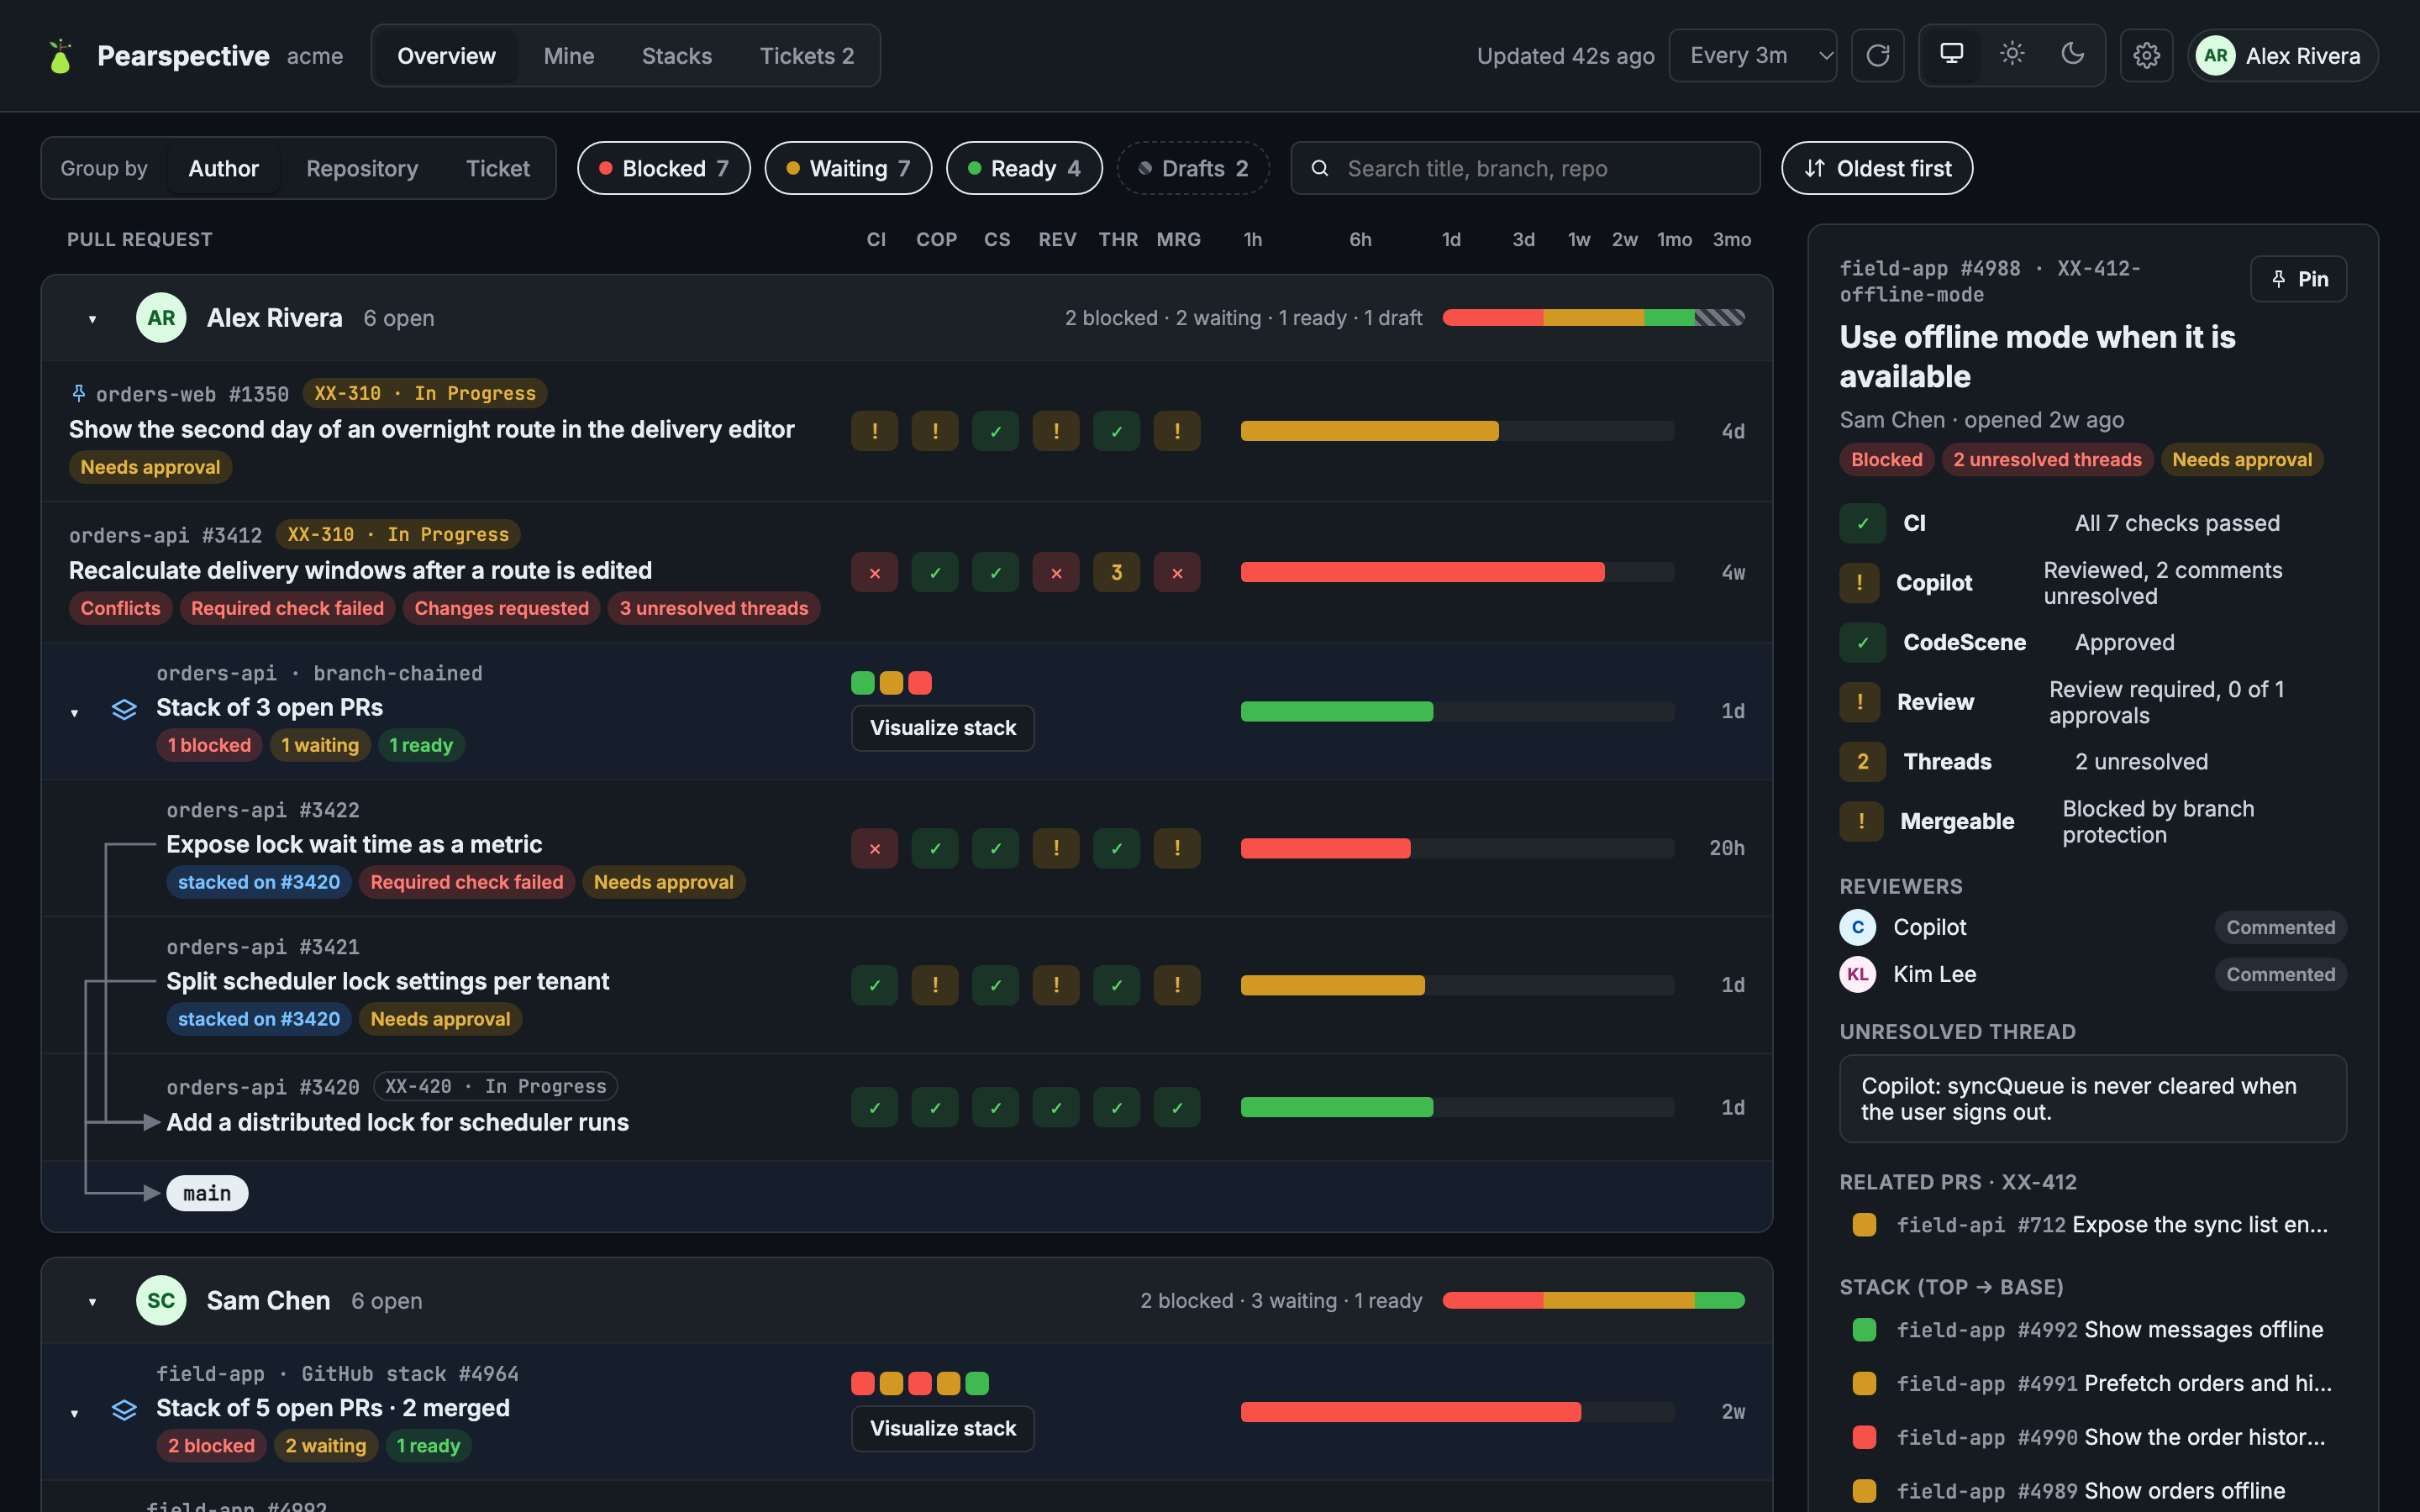 Pearspective acme Overview Mine Stacks Tickets 2 Updated 42s ago Every 3m AR Alex Rivera
Group by Author Repository Ticket Blocked 7 Waiting 7 Ready 4 Drafts 2 Search title, branch, repo Oldest first
PULL REQUEST CI COP CS REV THR MRG 1h 6h 1d 3d 1w 2w 1mo 3mo
AR Alex Rivera 6 open 2 blocked · 2 waiting · 1 ready · 1 draft
orders-web #1350 XX-310 · In Progress
Show the second day of an overnight route in the delivery editor ! ! ✓ ! ✓ ! 4d
Needs approval
orders-api #3412 XX-310 · In Progress
Recalculate delivery windows after a route is edited × ✓ ✓ × 3 × 4w
Conflicts Required check failed Changes requested 3 unresolved threads
orders-api · branch-chained
Stack of 3 open PRs 1d
Visualize stack
1 blocked 1 waiting 1 ready
orders-api #3422
Expose lock wait time as a metric × ✓ ✓ ! ✓ ! 20h
stacked on #3420 Required check failed Needs approval
orders-api #3421
Split scheduler lock settings per tenant ✓ ! ✓ ! ✓ ! 1d
stacked on #3420 Needs approval
orders-api #3420 XX-420 · In Progress
Add a distributed lock for scheduler runs ✓ ✓ ✓ ✓ ✓ ✓ 1d
main
SC Sam Chen 6 open 2 blocked · 3 waiting · 1 ready
field-app · GitHub stack #4964
Stack of 5 open PRs · 2 merged 2w
Visualize stack
2 blocked 2 waiting 1 ready
field-app #4992
field-app #4988 · XX-412-
offline-mode
Pin
Use offline mode when it is
available
Sam Chen · opened 2w ago
Blocked 2 unresolved threads Needs approval
✓ CI All 7 checks passed
! Copilot Reviewed, 2 comments
unresolved
✓ CodeScene Approved
! Review Review required, 0 of 1
approvals
2 Threads 2 unresolved
! Mergeable Blocked by branch
protection
REVIEWERS
C Copilot Commented
KL Kim Lee Commented
UNRESOLVED THREAD
Copilot: syncQueue is never cleared when
the user signs out.
RELATED PRS · XX-412
field-api #712 Expose the sync list en...
STACK (TOP → BASE)
field-app #4992 Show messages offline
field-app #4991 Prefetch orders and hi...
field-app #4990 Show the order histor...
field-app #4989 Show orders offline